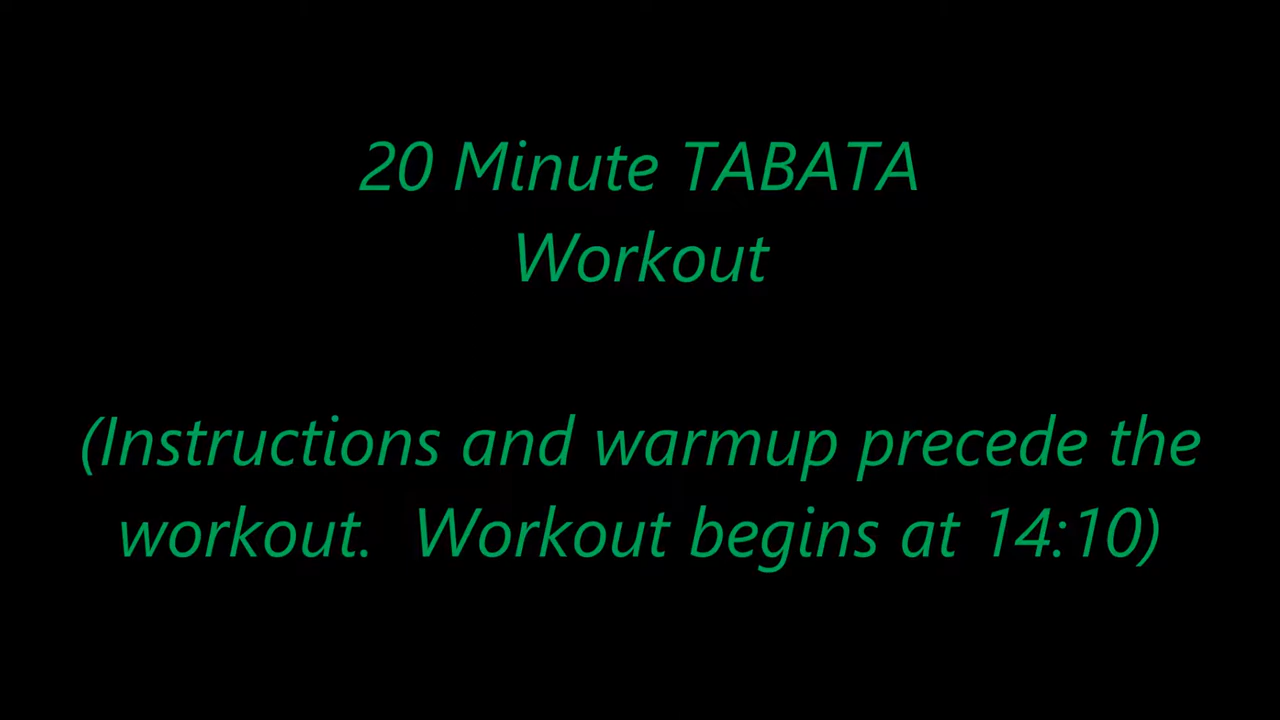 20 Minute TABATA
Workout
(Instructions and warmup precede the
workout.  Workout begins at 14:10)